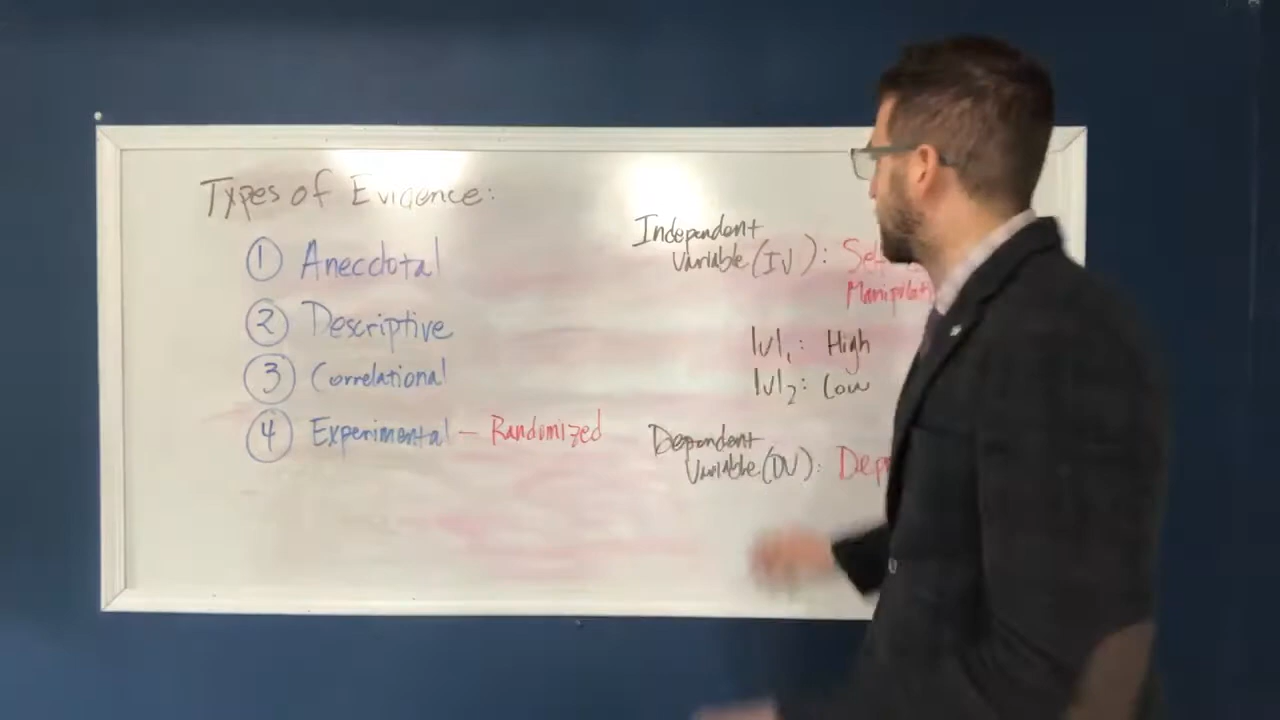 Types of Evidence:
① Anecdotal
② Descriptive
③ Correlational
④ Experimental — Randomized
Independent
Variable (IV):
lvl₁: High
lvl₂: Low
Dependent
Variable (DV):